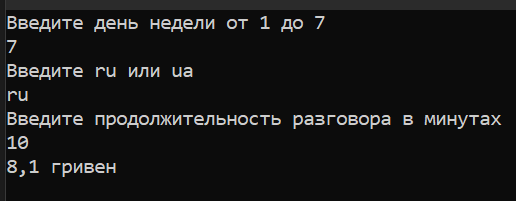 Введите день недели от 1 до 7
7
Введите ru или ua
ru
Введите продолжительность разговора в минутах
10
8,1 гривен